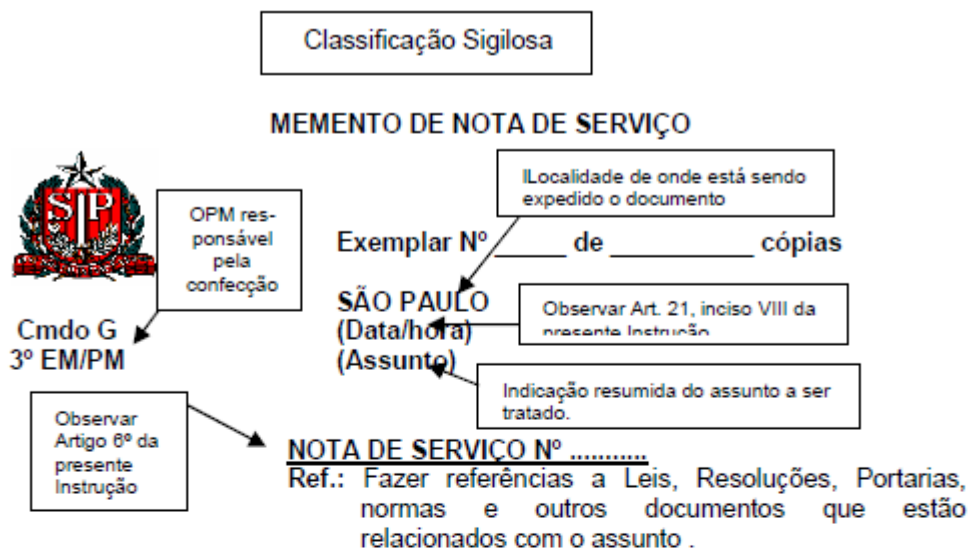 Classificação Sigilosa
MEMENTO DE NOTA DE SERVIÇO
SP
OPM res-
ponsável
pela
confecção
lLocalidade de onde está sendo
expedido o documento
Exemplar Nº _____ de __________ cópias
SÃO PAULO
(Data/hora)
(Assunto)
Observar Art. 21, inciso VIII da
presente Instrução
Cmdo G
3º EM/PM
Indicação resumida do assunto a ser
tratado.
Observar
Artigo 6º da
presente
Instrução
NOTA DE SERVIÇO Nº ...........
Ref.: Fazer referências a Leis, Resoluções, Portarias,
normas e outros documentos que estão
relacionados com o assunto .